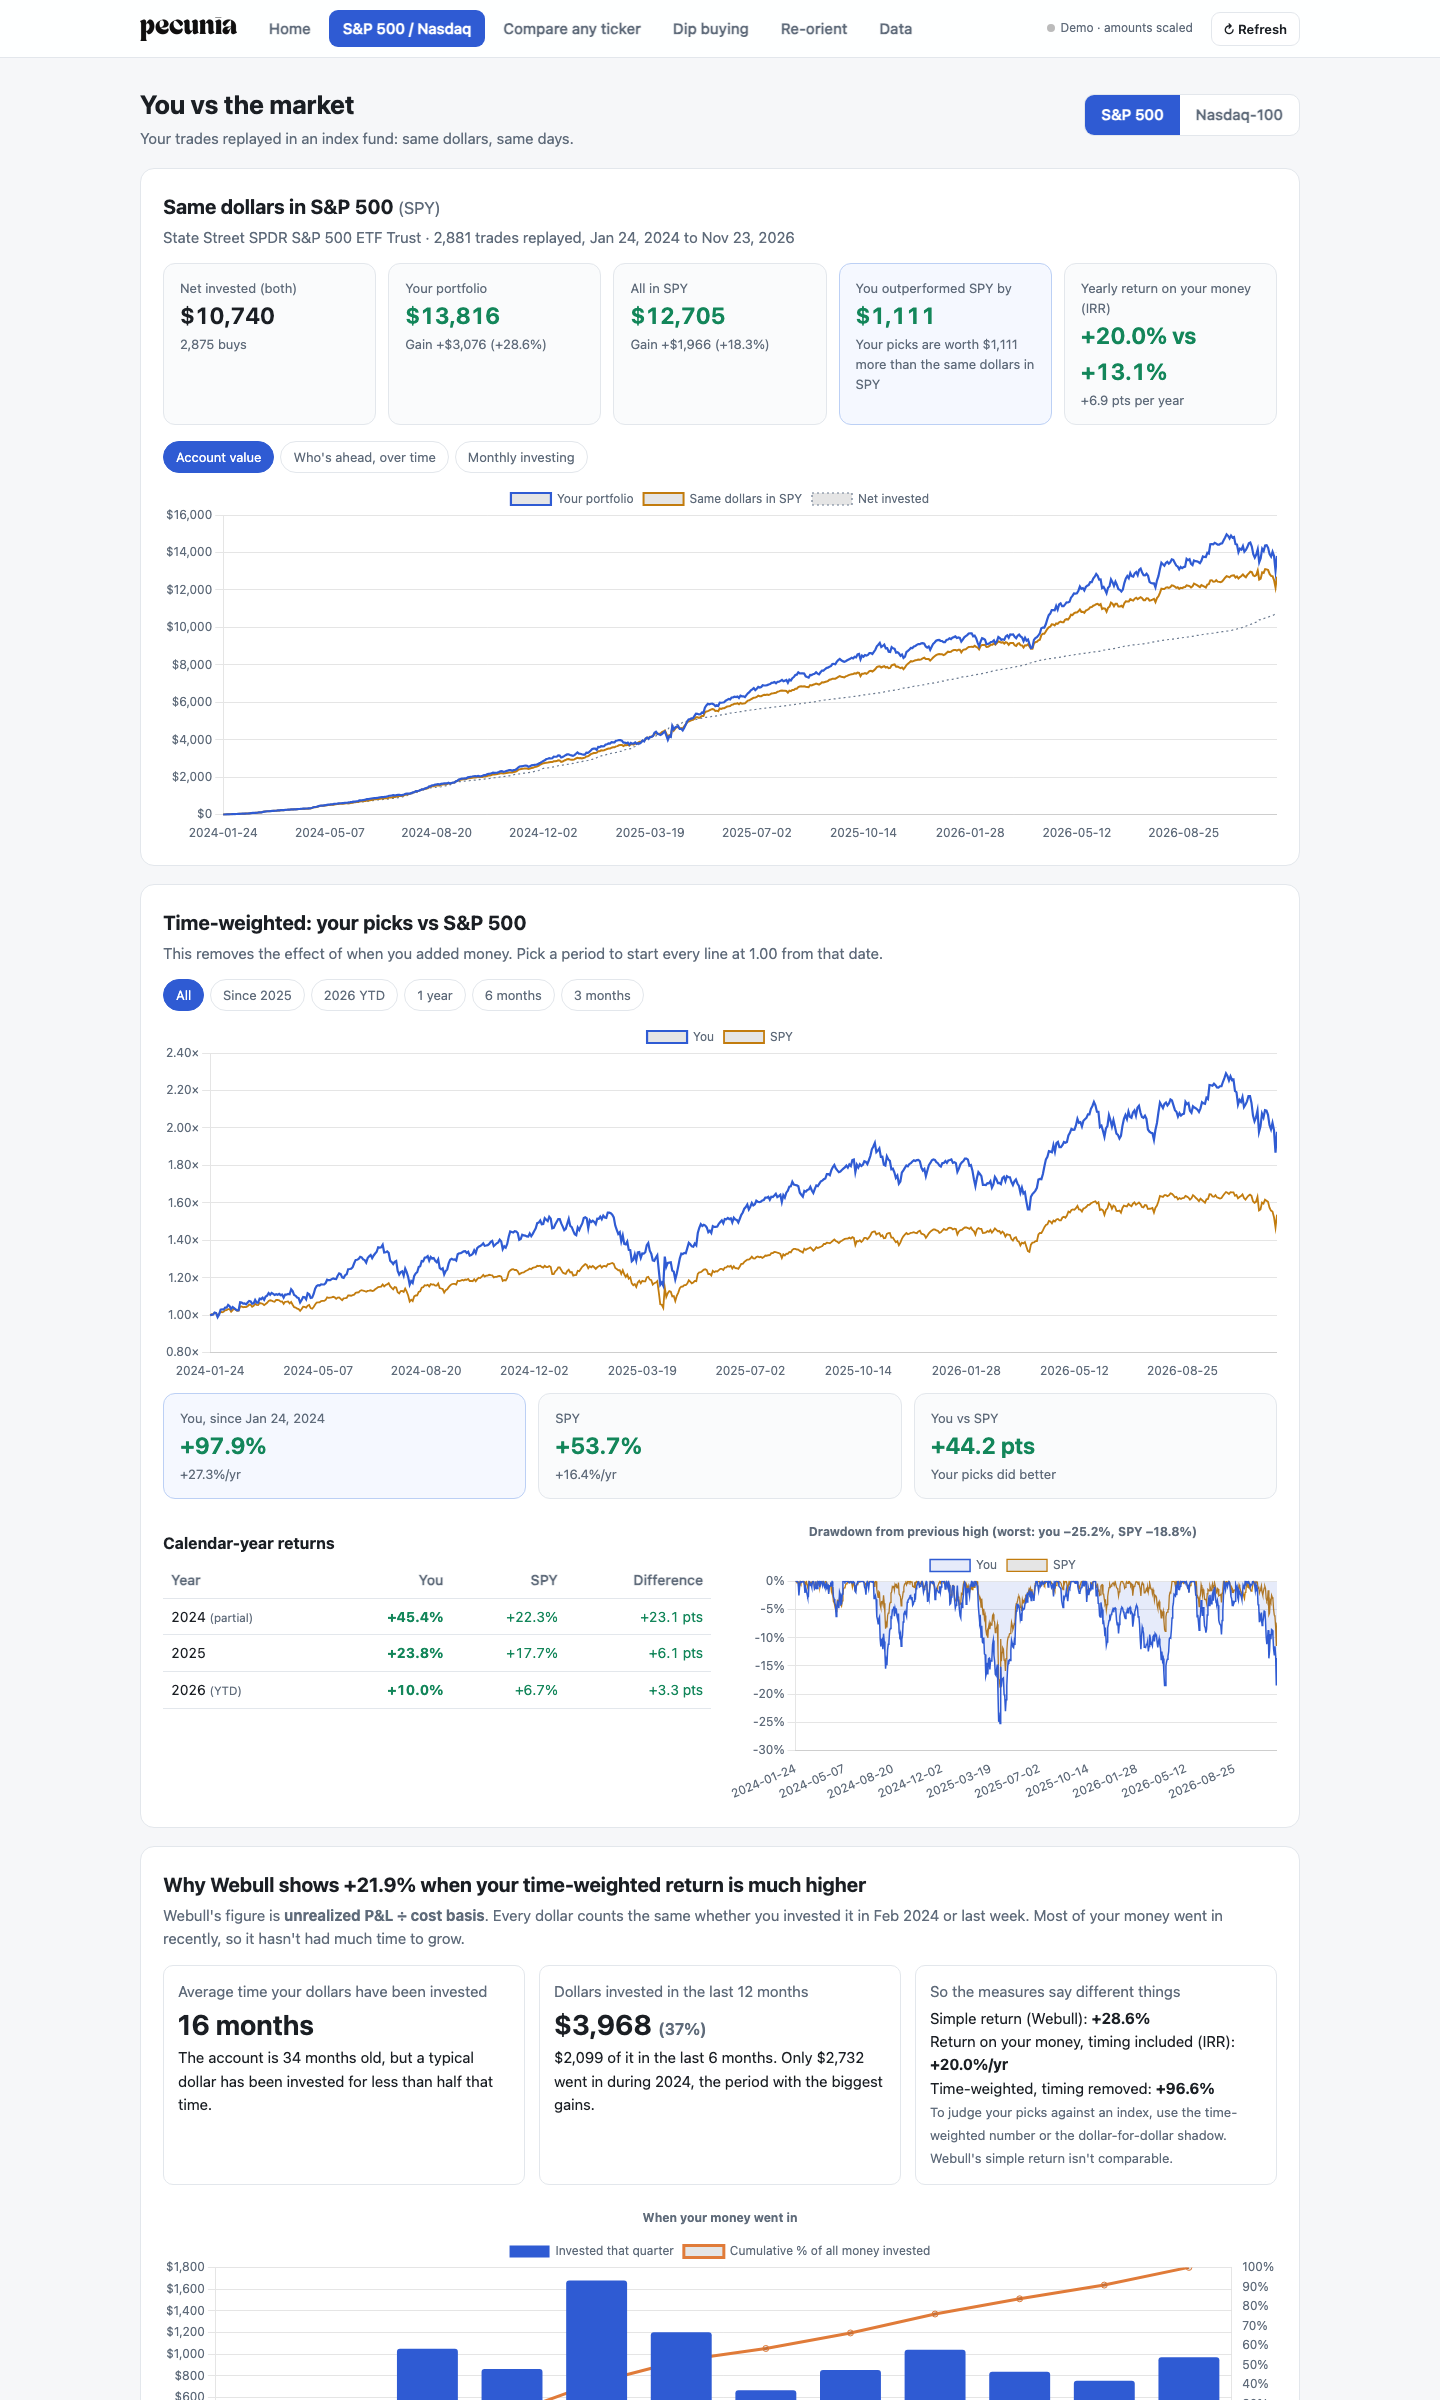 pecunia
Home
S&P 500 / Nasdaq
Compare any ticker
Dip buying
Re-orient
Data
Demo · amounts scaled
↻ Refresh
You vs the market
Your trades replayed in an index fund: same dollars, same days.
S&P 500
Nasdaq-100
Same dollars in S&P 500 (SPY)
State Street SPDR S&P 500 ETF Trust · 2,881 trades replayed, Jan 24, 2024 to Nov 23, 2026
Net invested (both)
$10,740
2,875 buys
Your portfolio
$13,816
Gain +$3,076 (+28.6%)
All in SPY
$12,705
Gain +$1,966 (+18.3%)
You outperformed SPY by
$1,111
Your picks are worth $1,111
more than the same dollars in
SPY
Yearly return on your money
(IRR)
+20.0% vs
+13.1%
+6.9 pts per year
Account value
Who's ahead, over time
Monthly investing
Your portfolio
Same dollars in SPY
Net invested
$16,000
$14,000
$12,000
$10,000
$8,000
$6,000
$4,000
$2,000
$0
2024-01-24
2024-05-07
2024-08-20
2024-12-02
2025-03-19
2025-07-02
2025-10-14
2026-01-28
2026-05-12
2026-08-25
Time-weighted: your picks vs S&P 500
This removes the effect of when you added money. Pick a period to start every line at 1.00 from that date.
All
Since 2025
2026 YTD
1 year
6 months
3 months
You
SPY
2.40×
2.20×
2.00×
1.80×
1.60×
1.40×
1.20×
1.00×
0.80×
2024-01-24
2024-05-07
2024-08-20
2024-12-02
2025-03-19
2025-07-02
2025-10-14
2026-01-28
2026-05-12
2026-08-25
You, since Jan 24, 2024
+97.9%
+27.3%/yr
SPY
+53.7%
+16.4%/yr
You vs SPY
+44.2 pts
Your picks did better
Calendar-year returns
Year You SPY Difference
2024 (partial) +45.4% +22.3% +23.1 pts
2025 +23.8% +17.7% +6.1 pts
2026 (YTD) +10.0% +6.7% +3.3 pts
Drawdown from previous high (worst: you −25.2%, SPY −18.8%)
You
SPY
0%
-5%
-10%
-15%
-20%
-25%
-30%
2024-01-24
2024-05-07
2024-08-20
2024-12-02
2025-03-19
2025-07-02
2025-10-14
2026-01-28
2026-05-12
2026-08-25
Why Webull shows +21.9% when your time-weighted return is much higher
Webull's figure is unrealized P&L ÷ cost basis. Every dollar counts the same whether you invested it in Feb 2024 or last week. Most of your money went in
recently, so it hasn't had much time to grow.
Average time your dollars have been invested
16 months
The account is 34 months old, but a typical
dollar has been invested for less than half that
time.
Dollars invested in the last 12 months
$3,968 (37%)
$2,099 of it in the last 6 months. Only $2,732
went in during 2024, the period with the biggest
gains.
So the measures say different things
Simple return (Webull): +28.6%
Return on your money, timing included (IRR):
+20.0%/yr
Time-weighted, timing removed: +96.6%
To judge your picks against an index, use the time-
weighted number or the dollar-for-dollar shadow.
Webull's simple return isn't comparable.
When your money went in
Invested that quarter
Cumulative % of all money invested
$1,800
$1,600
$1,400
$1,200
$1,000
$800
$600
100%
90%
80%
70%
60%
50%
40%